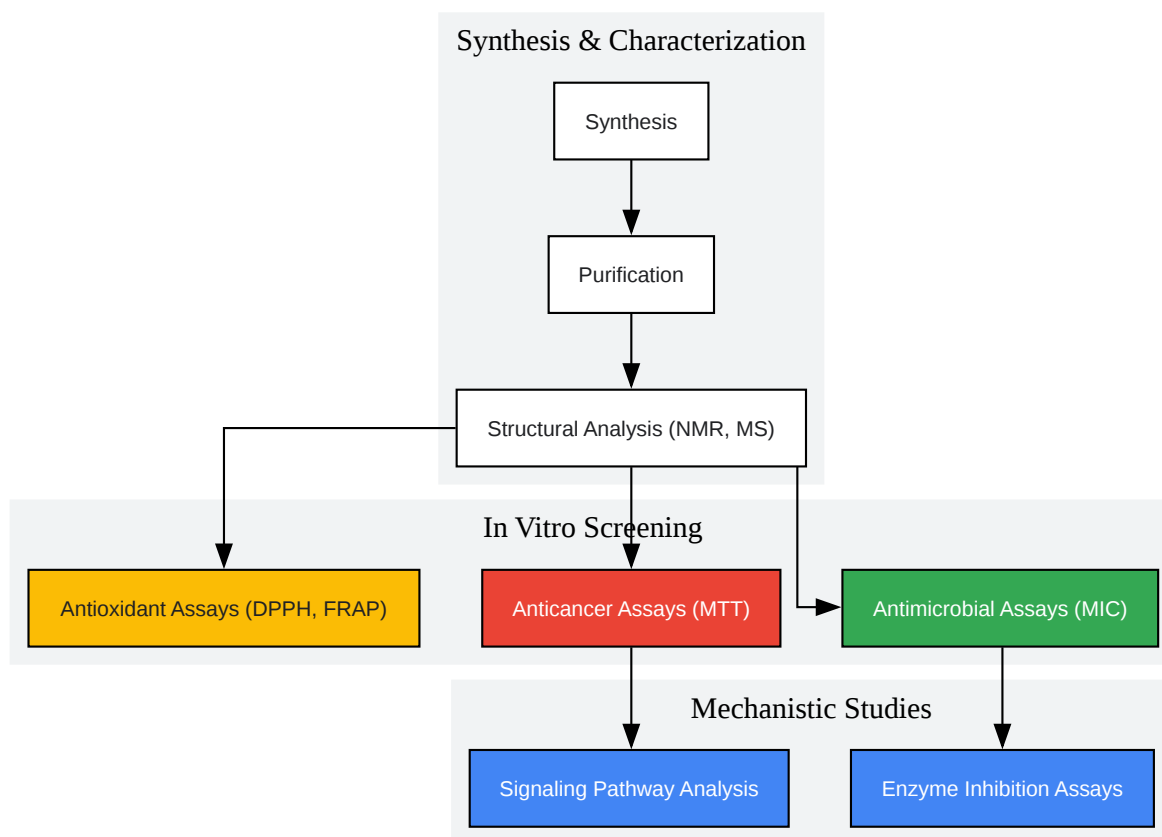 Synthesis & Characterization
Synthesis
Purification
Structural Analysis (NMR, MS)
In Vitro Screening
Antioxidant Assays (DPPH, FRAP)
Anticancer Assays (MTT)
Antimicrobial Assays (MIC)
Mechanistic Studies
Signaling Pathway Analysis
Enzyme Inhibition Assays